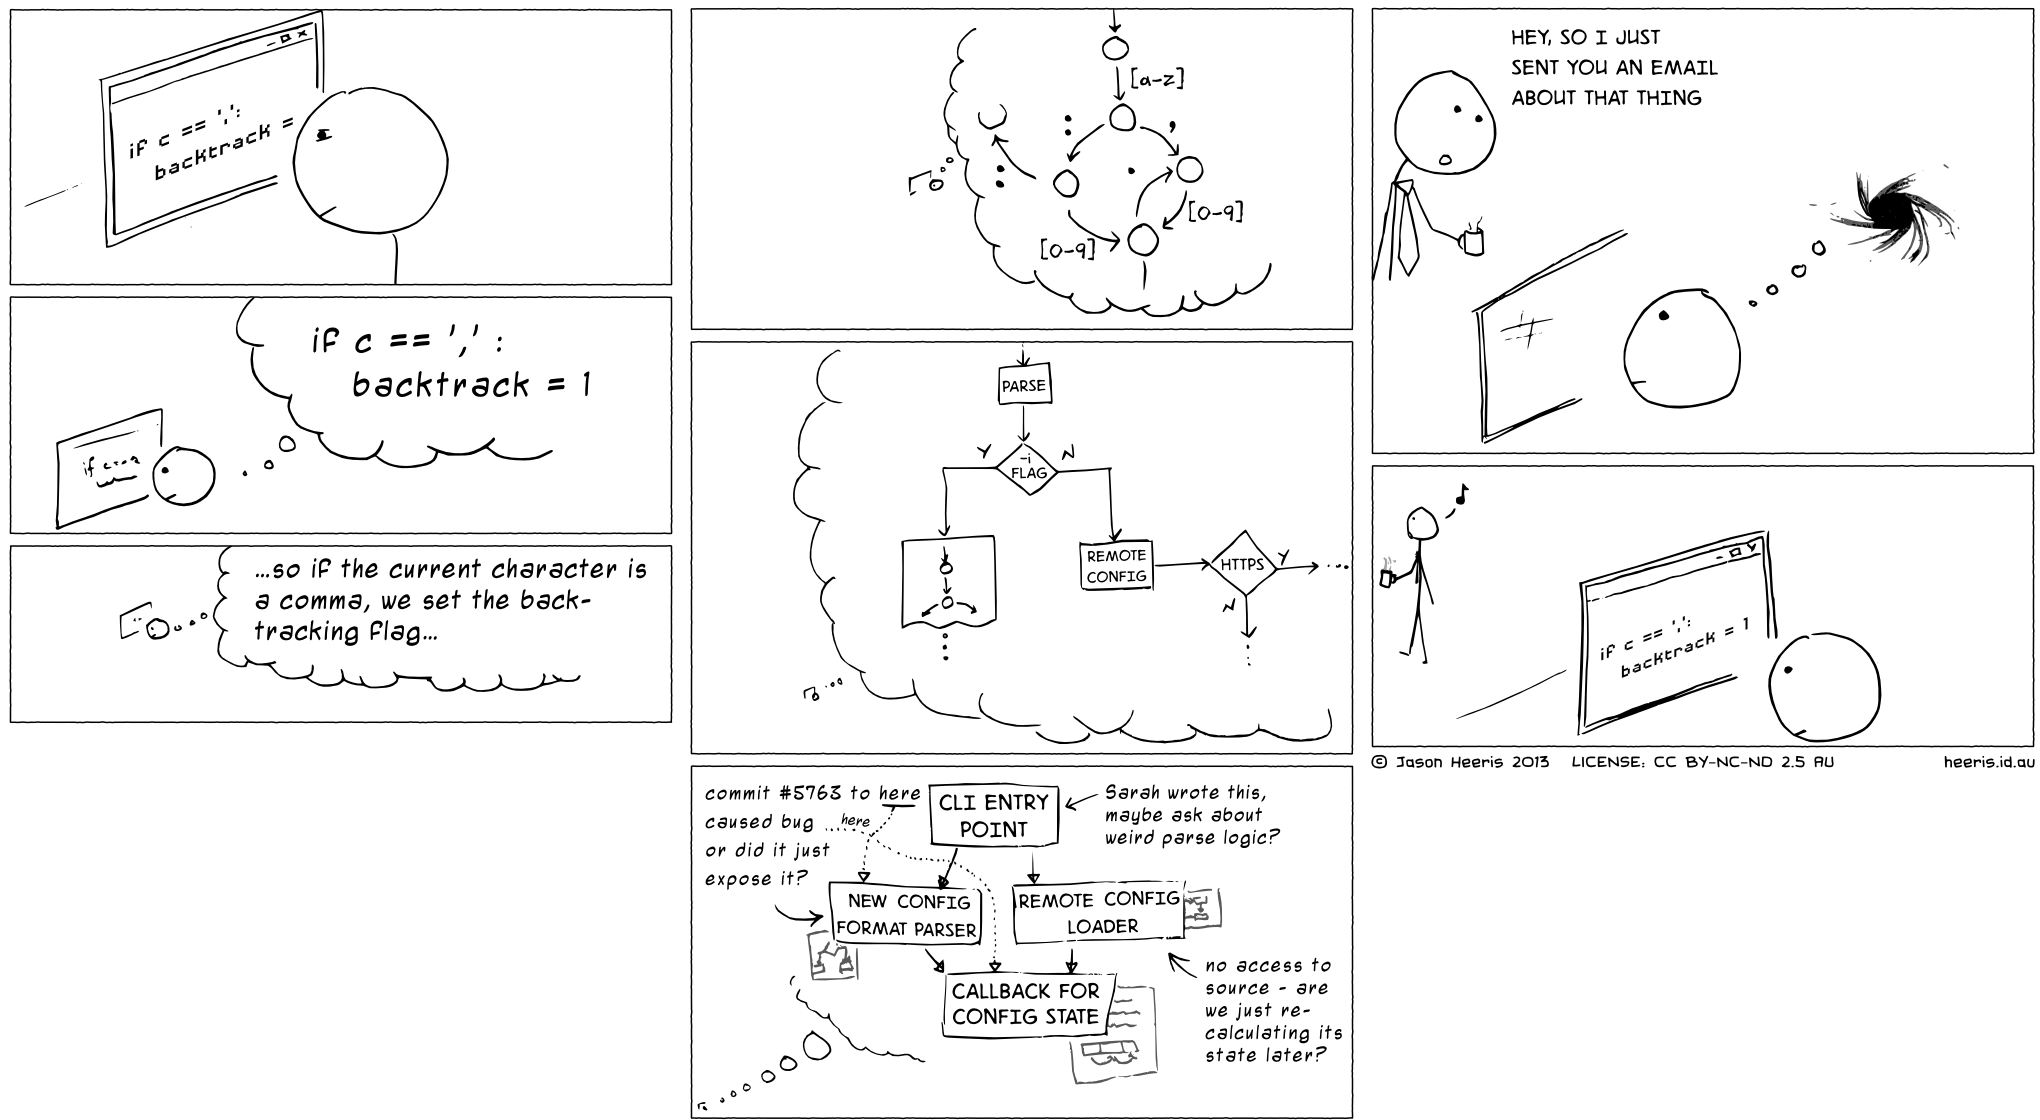 if c == ',':
backtrack =
if c == ',' :
backtrack = 1
if c
...so if the current character is
a comma, we set the back-
tracking flag...
[a-z]
:
,
:
.
[0-9]
[0-9]
PARSE
Y
-i
FLAG
N
REMOTE
CONFIG
HTTPS
Y
N
commit #5763 to here
caused bug here
or did it just
expose it?
CLI ENTRY
POINT
Sarah wrote this,
maybe ask about
weird parse logic?
NEW CONFIG
FORMAT PARSER
REMOTE CONFIG
LOADER
CALLBACK FOR
CONFIG STATE
no access to
source - are
we just re-
calculating its
state later?
HEY, SO I JUST
SENT YOU AN EMAIL
ABOUT THAT THING
if c == ',':
backtrack = 1
© Jason Heeris 2013 LICENSE: CC BY-NC-ND 2.5 AU heeris.id.au